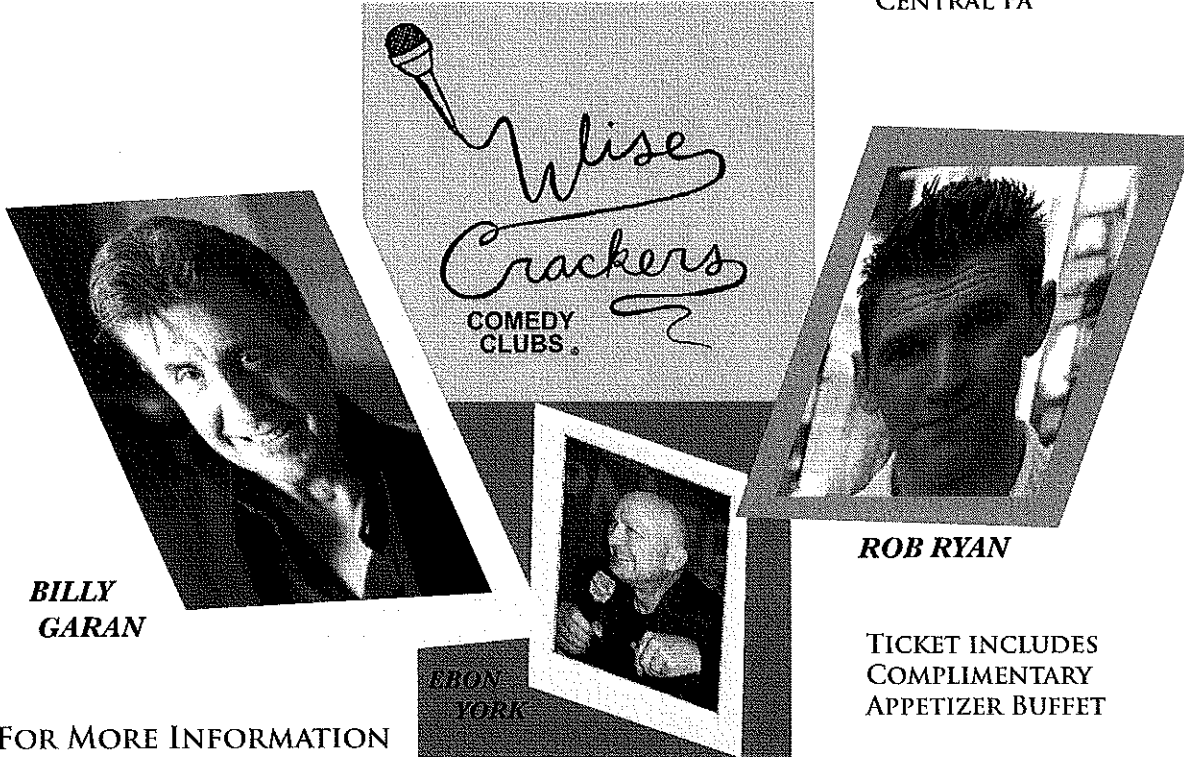 CENTRAL PA
Wise
Crackers
COMEDY
CLUBS ®
BILLY
GARAN
EBON
YORK
ROB RYAN
TICKET INCLUDES
COMPLIMENTARY
APPETIZER BUFFET
FOR MORE INFORMATION